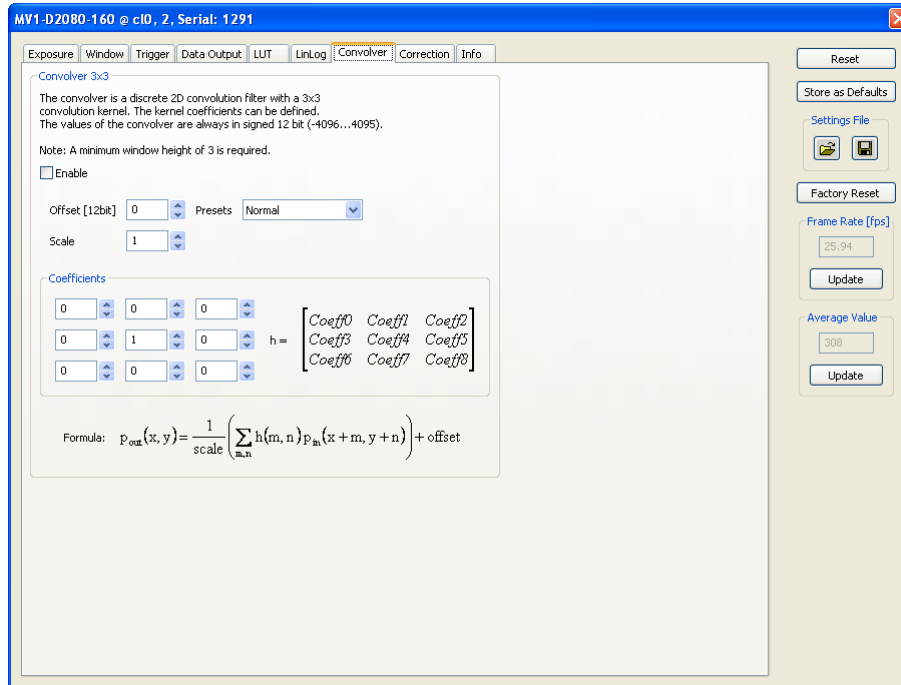 MV1-D2080-160 @ cl0, 2, Serial: 1291
Exposure Window Trigger Data Output LUT LinLog Convolver Correction Info
Convolver 3x3
The convolver is a discrete 2D convolution filter with a 3x3
convolution kernel. The kernel coefficients can be defined.
The values of the convolver are always in signed 12 bit (-4096...4095).
Note: A minimum window height of 3 is required.
Enable
Offset [12bit] 0 Presets Normal
Scale 1
Coefficients
0 0 0
0 1 0
0 0 0
h =
Coeff0 Coeff1 Coeff2
Coeff3 Coeff4 Coeff5
Coeff6 Coeff7 Coeff8
Formula: p_out(x, y) = 1/scale (∑_m,n h(m, n) p_in(x + m, y + n)) + offset
Reset
Store as Defaults
Settings File
Factory Reset
Frame Rate [fps]
25.94
Update
Average Value
308
Update